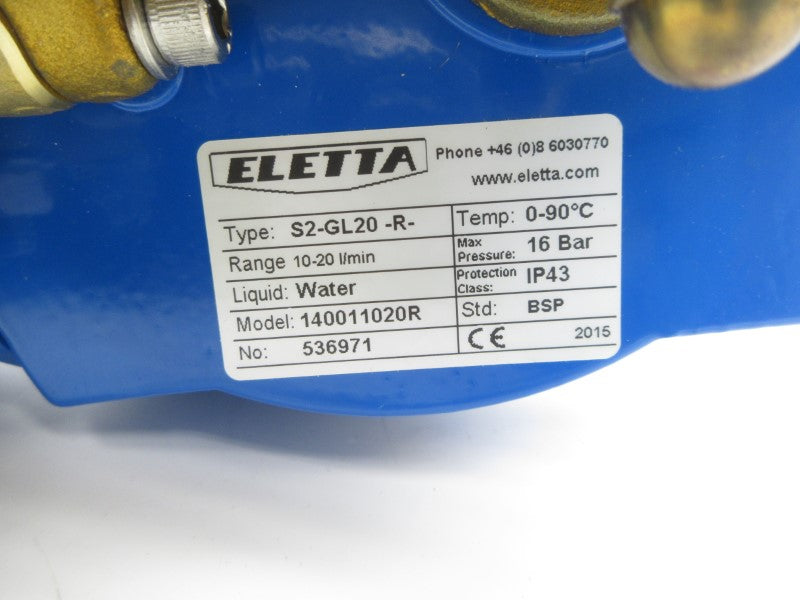 ELETTA
Phone +46 (0)8 6030770
www.eletta.com
Type: S2-GL20 -R-
Temp: 0-90°C
Range 10-20 l/min
Max Pressure: 16 Bar
Liquid: Water
Protection Class: IP43
Model: 140011020R
Std: BSP
No: 536971
CE 2015